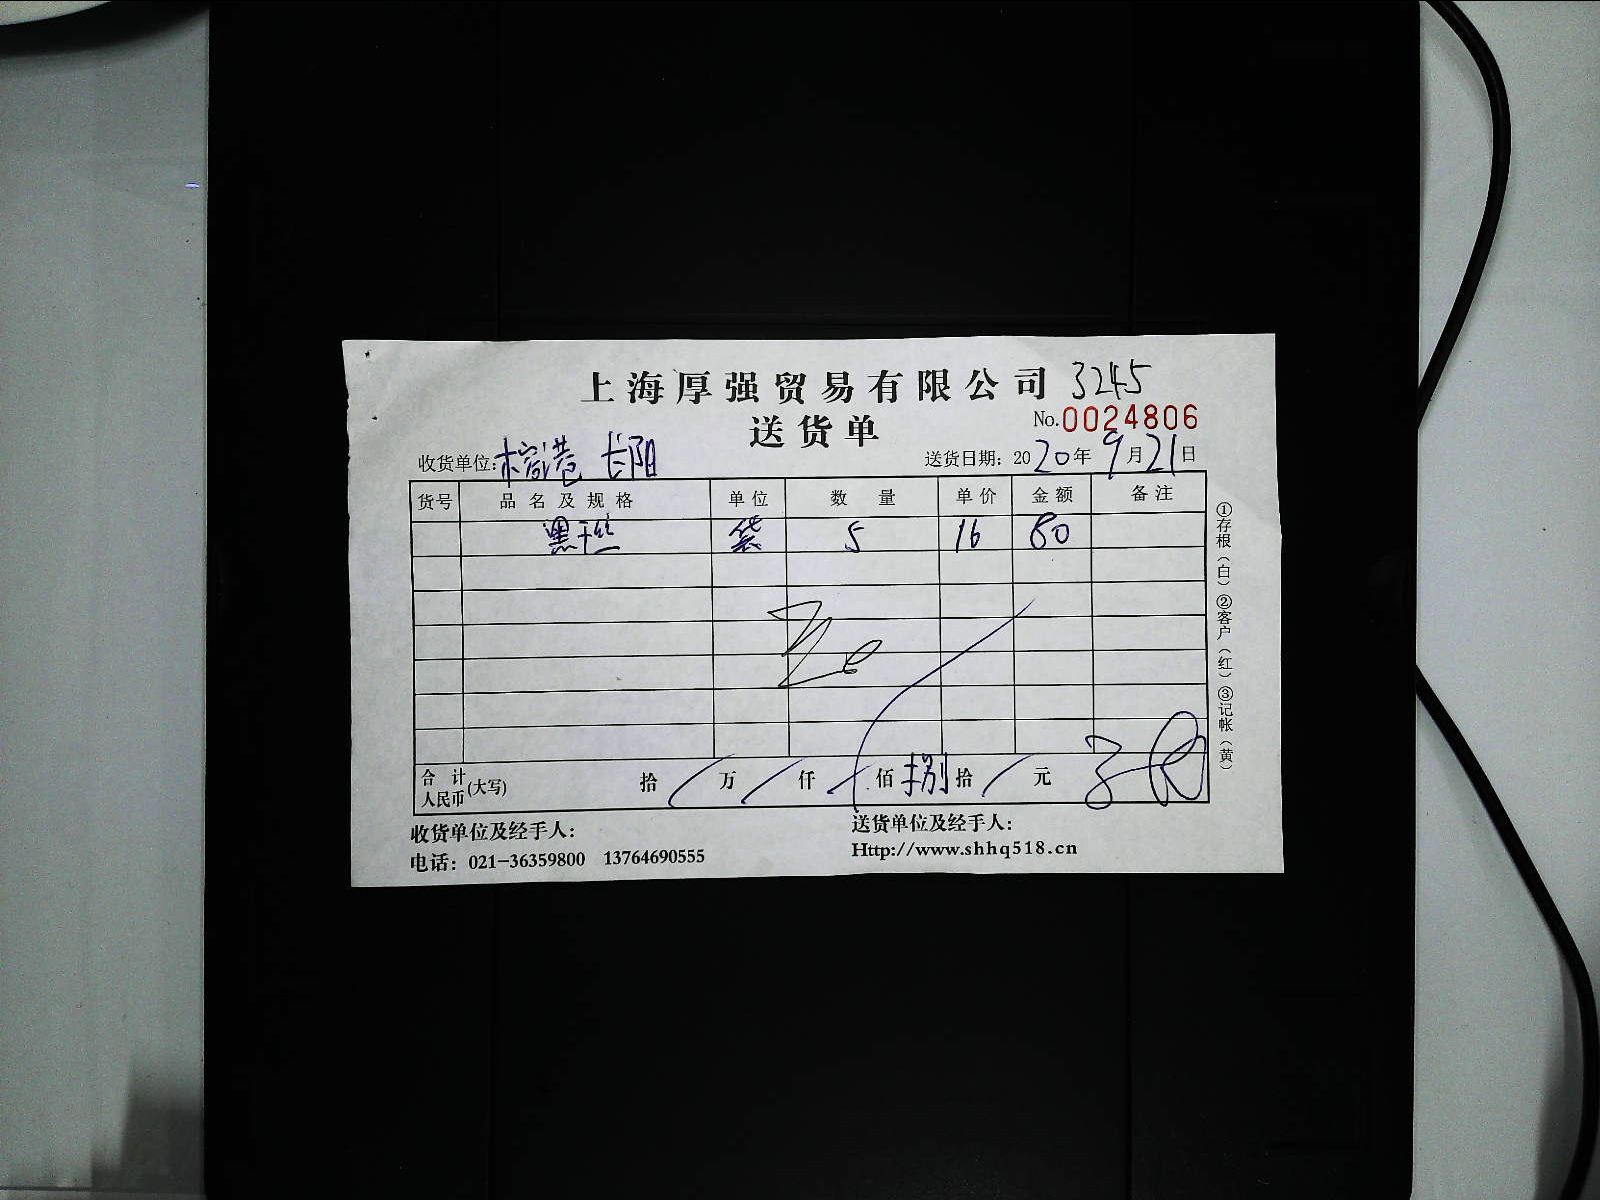 上海厚强贸易有限公司 3245
送货单 No.0024806
收货单位: 榕港 长阳 送货日期: 2020年9月21日
货号 品名及规格 单位 数量 单价 金额 备注
黑干丝 袋 5 16 80
合计人民币(大写) 拾 / 万 / 仟 / 佰 捌 拾 / 元
收货单位及经手人:
送货单位及经手人:
电话: 021-36359800 13764690555
Http://www.shhq518.cn
①存根(白)②客户(红)③记帐(黄)